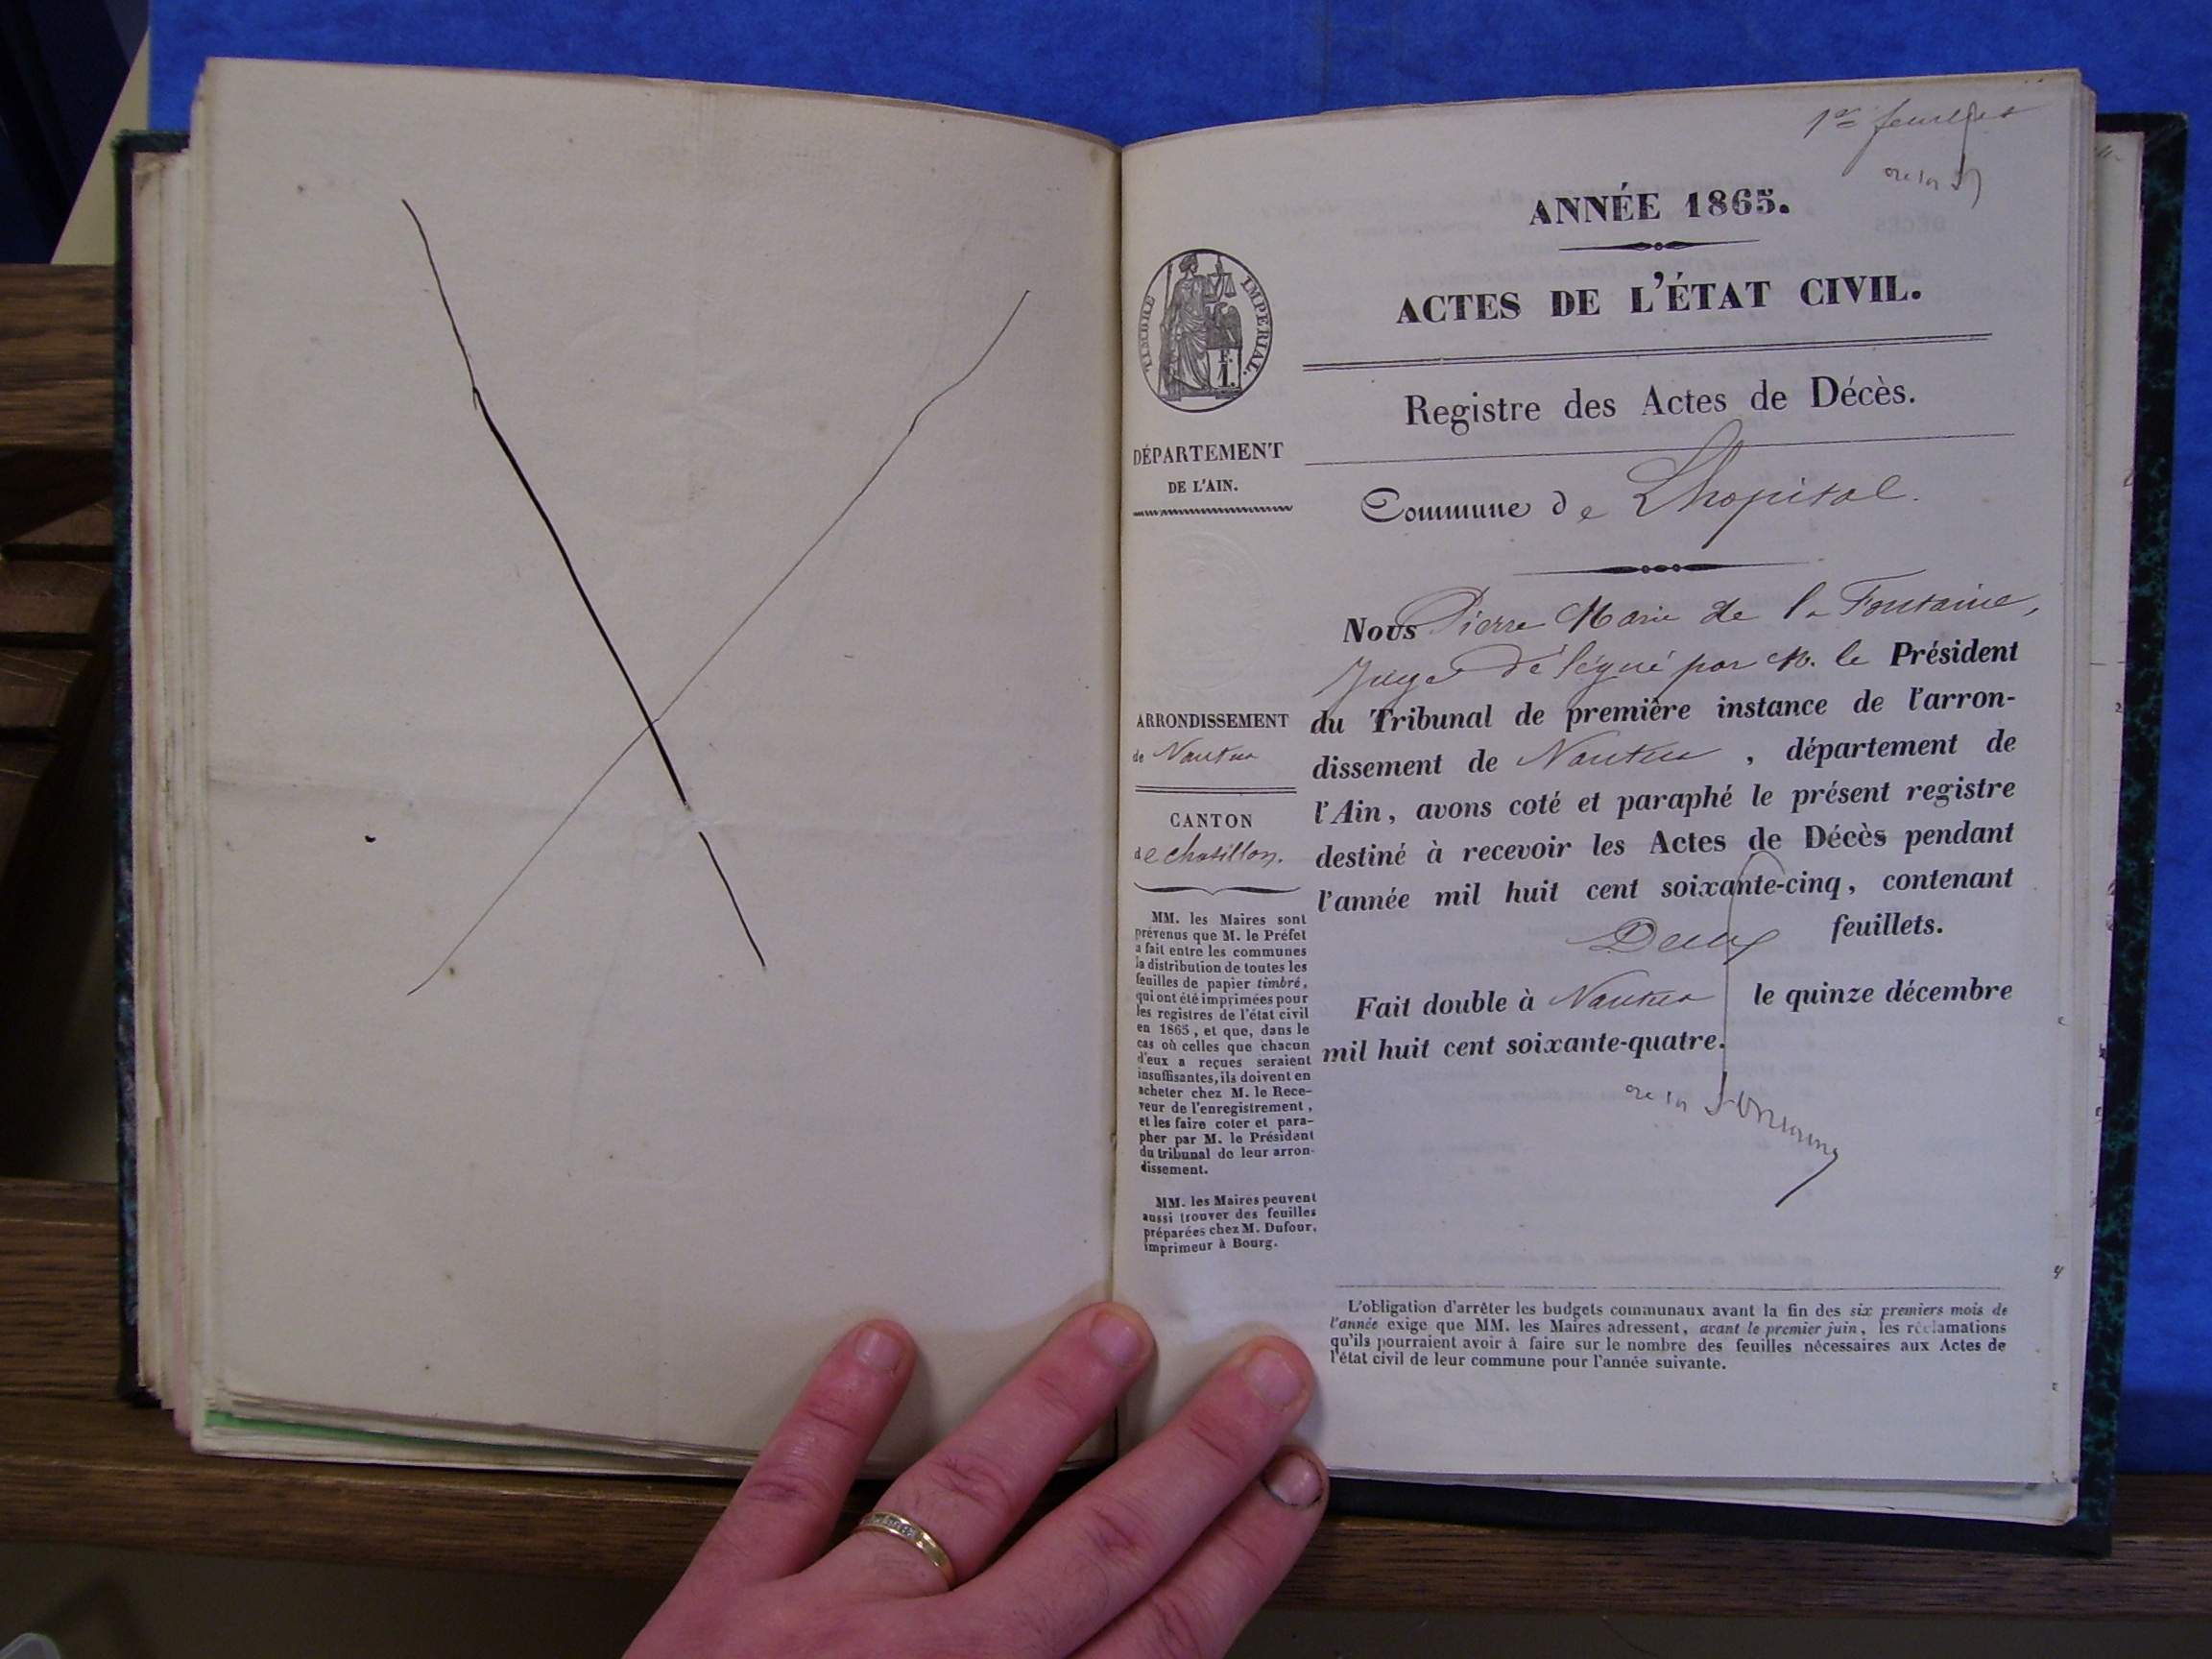 1er feuillet
ANNÉE 1865.
ACTES DE L'ÉTAT CIVIL.
TIMBRE IMPÉRIAL.
F.
1.
Registre des Actes de Décès.
DÉPARTEMENT
DE L'AIN.
Commune de Lhopital.
Nous Pierre Marie de la Fontaine,
Juge délégué par M. le Président
du Tribunal de première instance de l'arron-
dissement de Nantua, département de
l'Ain, avons coté et paraphé le présent registre
destiné à recevoir les Actes de Décès pendant
l'année mil huit cent soixante-cinq, contenant
Deux feuillets.
Fait double à Nantua le quinze décembre
mil huit cent soixante-quatre.
de la Fontaine
ARRONDISSEMENT
de Nantua
CANTON
de chatillon.
MM. les Maires sont
prévenus que M. le Préfet
a fait entre les communes
la distribution de toutes les
feuilles de papier timbré,
qui ont été imprimées pour
les registres de l'état civil
en 1865, et que, dans le
cas où celles que chacun
d'eux a reçues seraient
insuffisantes, ils doivent en
acheter chez M. le Rece-
veur de l'enregistrement,
et les faire coter et para-
pher par M. le Président
du tribunal de leur arron-
dissement.
MM. les Maires peuvent
aussi trouver des feuilles
préparées chez M. Dufour,
imprimeur à Bourg.
L'obligation d'arrêter les budgets communaux avant la fin des six premiers mois de
l'année exige que MM. les Maires adressent, avant le premier juin, les réclamations
qu'ils pourraient avoir à faire sur le nombre des feuilles nécessaires aux Actes de
l'état civil de leur commune pour l'année suivante.